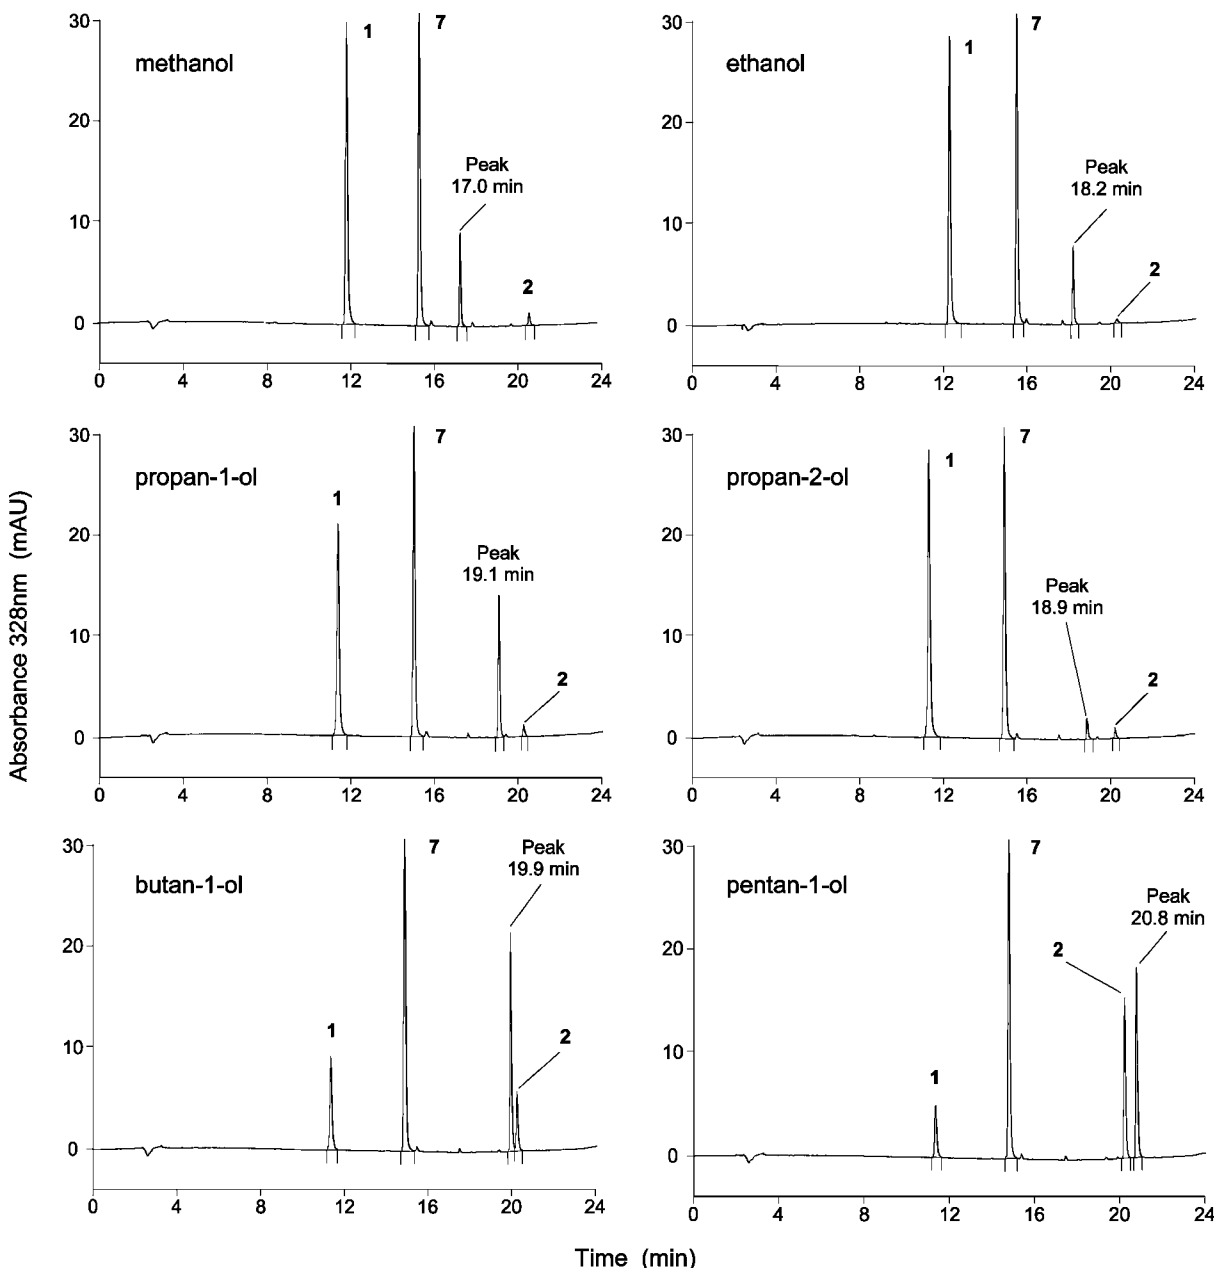 methanol
30
20
10
0
1
7
Peak
17.0 min
2
0 4 8 12 16 20 24
ethanol
30
20
10
0
1
7
Peak
18.2 min
2
0 4 8 12 16 20 24
propan-1-ol
30
20
10
0
1
7
Peak
19.1 min
2
0 4 8 12 16 20 24
propan-2-ol
30
20
10
0
1
7
Peak
18.9 min
2
0 4 8 12 16 20 24
butan-1-ol
30
20
10
0
1
7
Peak
19.9 min
2
0 4 8 12 16 20 24
pentan-1-ol
30
20
10
0
1
7
2
Peak
20.8 min
0 4 8 12 16 20 24
Absorbance 328nm (mAU)
Time (min)